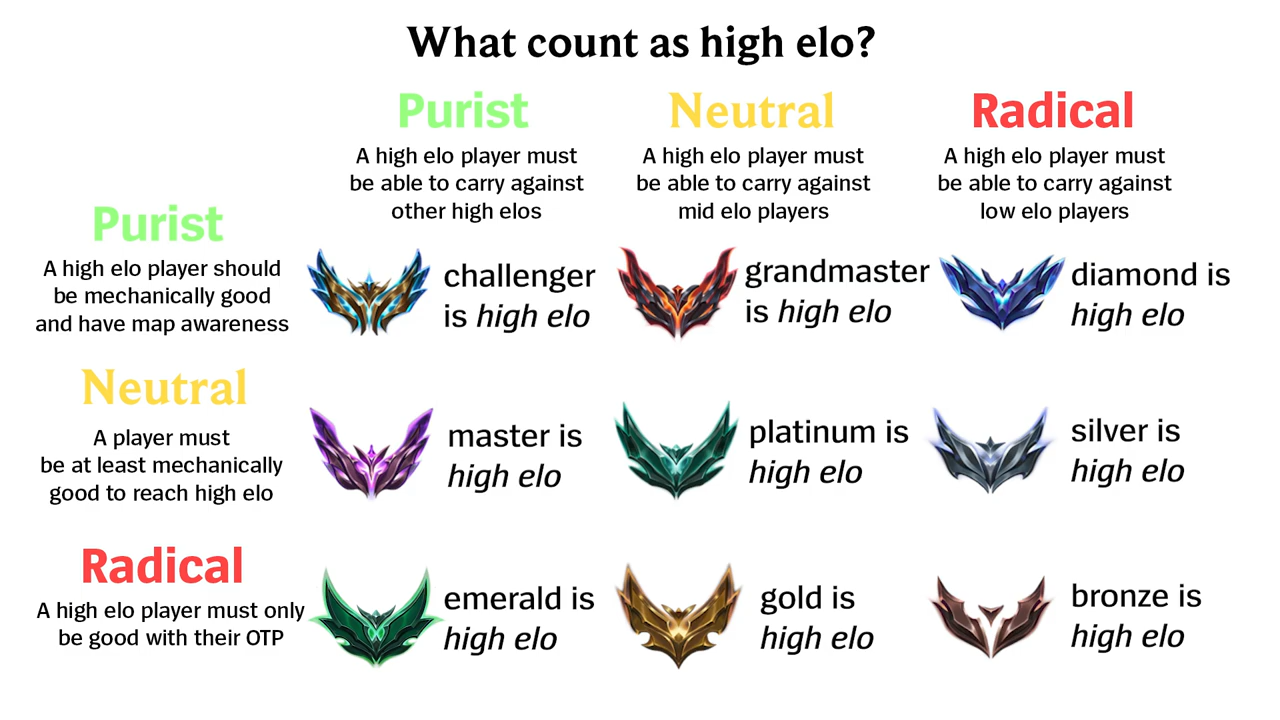 What count as high elo?
Purist
A high elo player must
be able to carry against
other high elos
Neutral
A high elo player must
be able to carry against
mid elo players
Radical
A high elo player must
be able to carry against
low elo players
Purist
A high elo player should
be mechanically good
and have map awareness
challenger
is high elo
grandmaster
is high elo
diamond is
high elo
Neutral
A player must
be at least mechanically
good to reach high elo
master is
high elo
platinum is
high elo
silver is
high elo
Radical
A high elo player must only
be good with their OTP
emerald is
high elo
gold is
high elo
bronze is
high elo